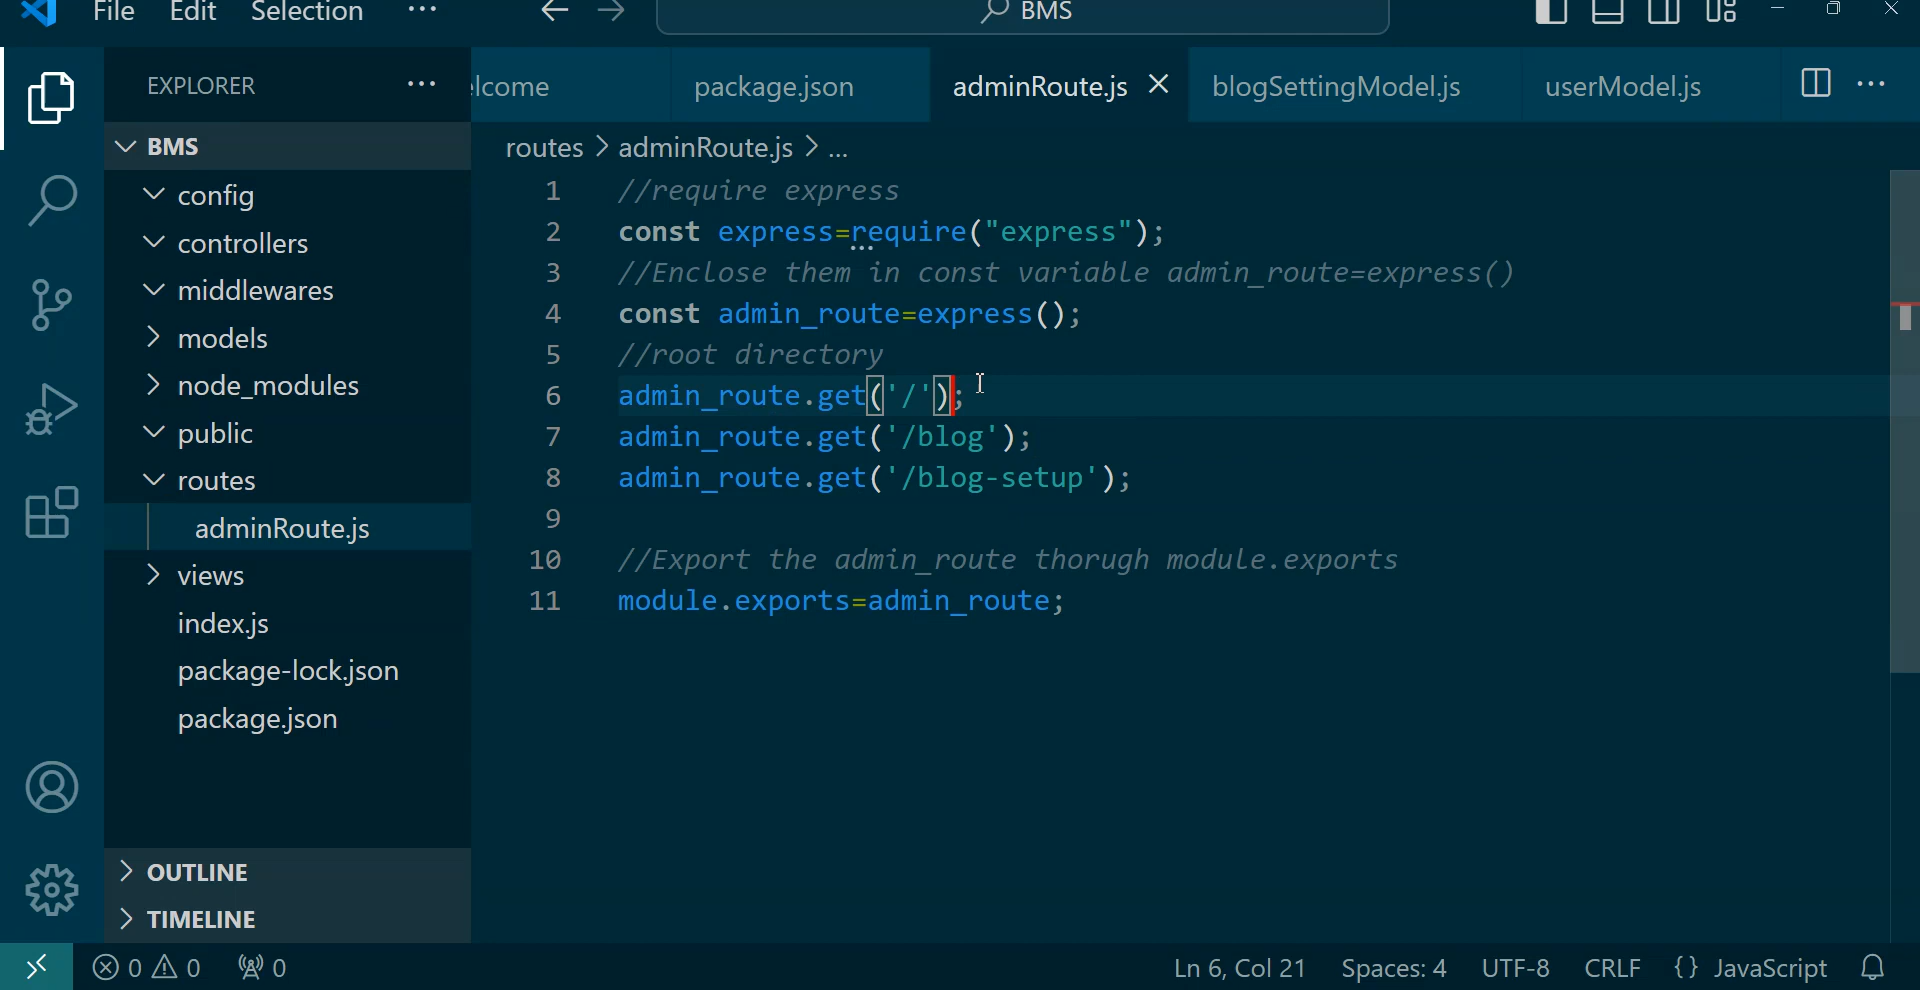 File Edit Selection ···
BMS
EXPLORER ···
BMS
config
controllers
middlewares
models
node_modules
public
routes
adminRoute.js
views
index.js
package-lock.json
package.json
OUTLINE
TIMELINE
lcome package.json adminRoute.js blogSettingModel.js userModel.js ···
routes > adminRoute.js > ...
1 //require express
2 const express=require("express");
3 //Enclose them in const variable admin_route=express()
4 const admin_route=express();
5 //root directory
6 admin_route.get('/');
7 admin_route.get('/blog');
8 admin_route.get('/blog-setup');
9
10 //Export the admin_route thorugh module.exports
11 module.exports=admin_route;
0 0 0 Ln 6, Col 21 Spaces: 4 UTF-8 CRLF {} JavaScript